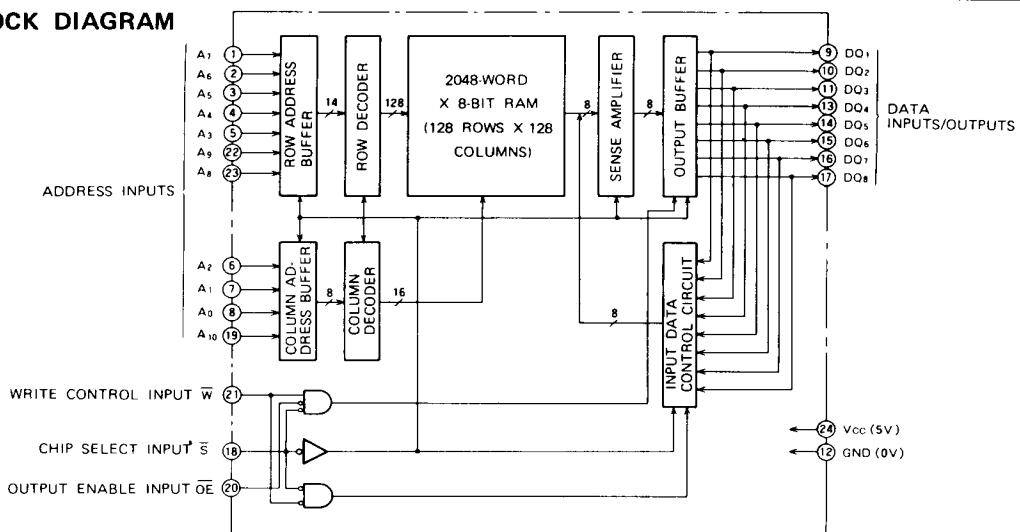 OCK DIAGRAM
ADDRESS INPUTS
A7 1
A6 2
A5 3
A4 4
A3 5
A9 22
A8 23
A2 6
A1 7
A0 8
A10 19
ROW ADDRESS
BUFFER
14
ROW DECODER
128
2048-WORD
X 8-BIT RAM
(128 ROWS X 128
COLUMNS)
8
SENSE AMPLIFIER
8
OUTPUT BUFFER
9 DQ1
10 DQ2
11 DQ3
13 DQ4
14 DQ5
15 DQ6
16 DQ7
17 DQ8
DATA
INPUTS/OUTPUTS
COLUMN AD-
DRESS BUFFER
8
COLUMN
DECODER
16
8
INPUT DATA
CONTROL CIRCUIT
WRITE CONTROL INPUT W̅ 21
CHIP SELECT INPUT S̅ 18
OUTPUT ENABLE INPUT O̅E̅ 20
24 Vcc (5V)
12 GND (0V)